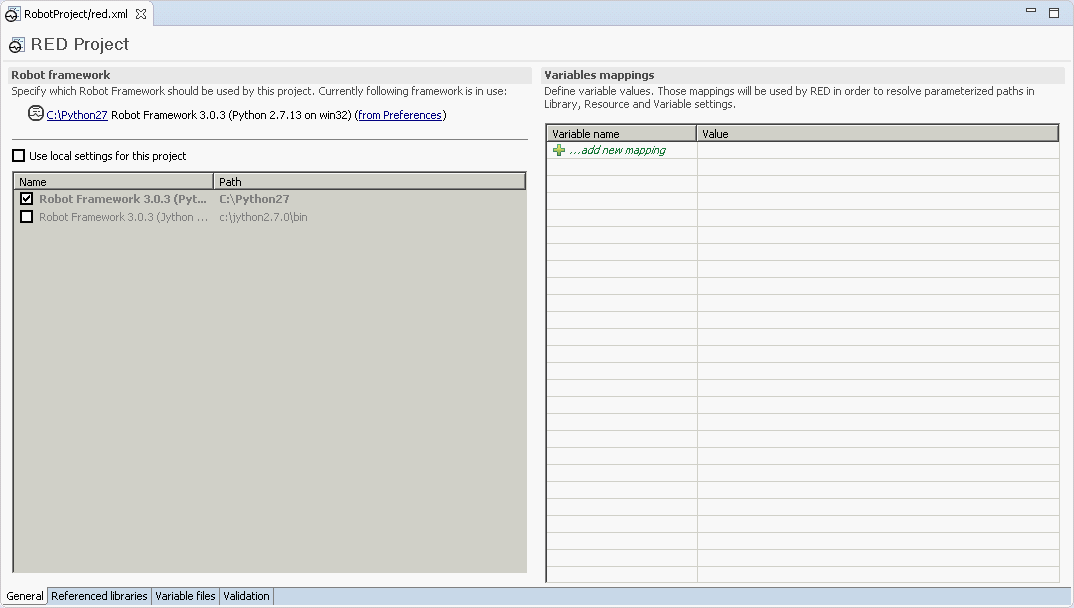 RobotProject/red.xml
RED Project
Robot framework
Specify which Robot Framework should be used by this project. Currently following framework is in use:
C:\Python27 Robot Framework 3.0.3 (Python 2.7.13 on win32) (from Preferences)
Use local settings for this project
Name Path
Robot Framework 3.0.3 (Pyt... C:\Python27
Robot Framework 3.0.3 (Jython ... c:\jython2.7.0\bin
Variables mappings
Define variable values. Those mappings will be used by RED in order to resolve parameterized paths in
Library, Resource and Variable settings.
Variable name Value
...add new mapping
General Referenced libraries Variable files Validation